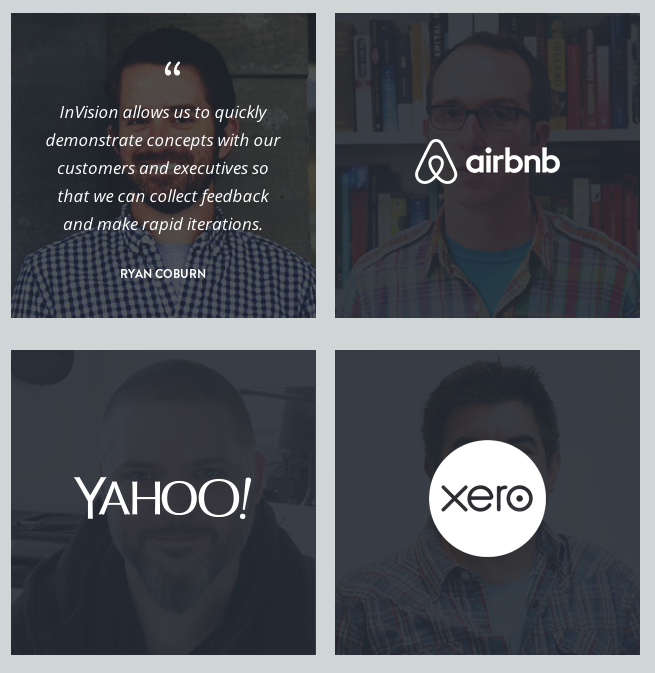 “
InVision allows us to quickly
demonstrate concepts with our
customers and executives so
that we can collect feedback
and make rapid iterations.
RYAN COBURN
airbnb
YAHOO!
xero